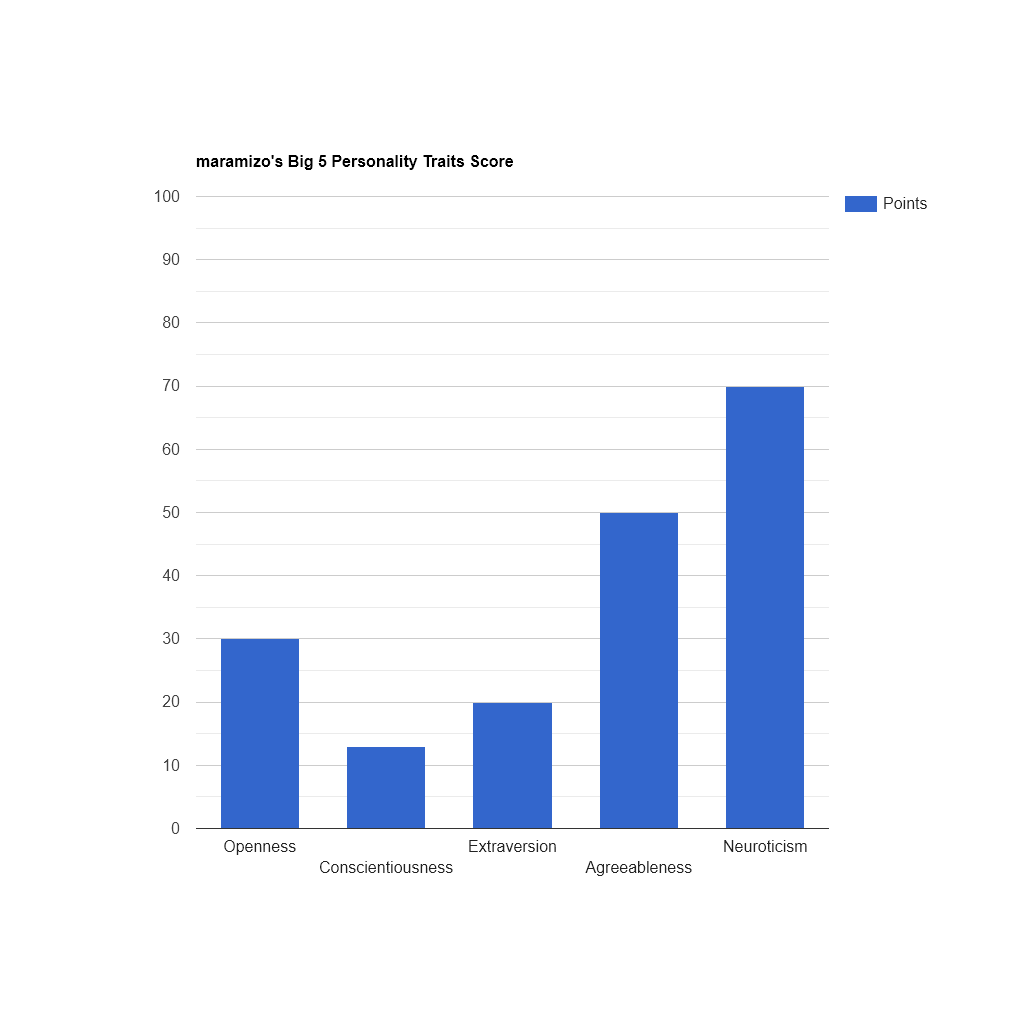 maramizo's Big 5 Personality Traits Score
100
Points
90
80
70
60
50
40
30
20
10
0
Openness
Extraversion
Neuroticism
Conscientiousness
Agreeableness